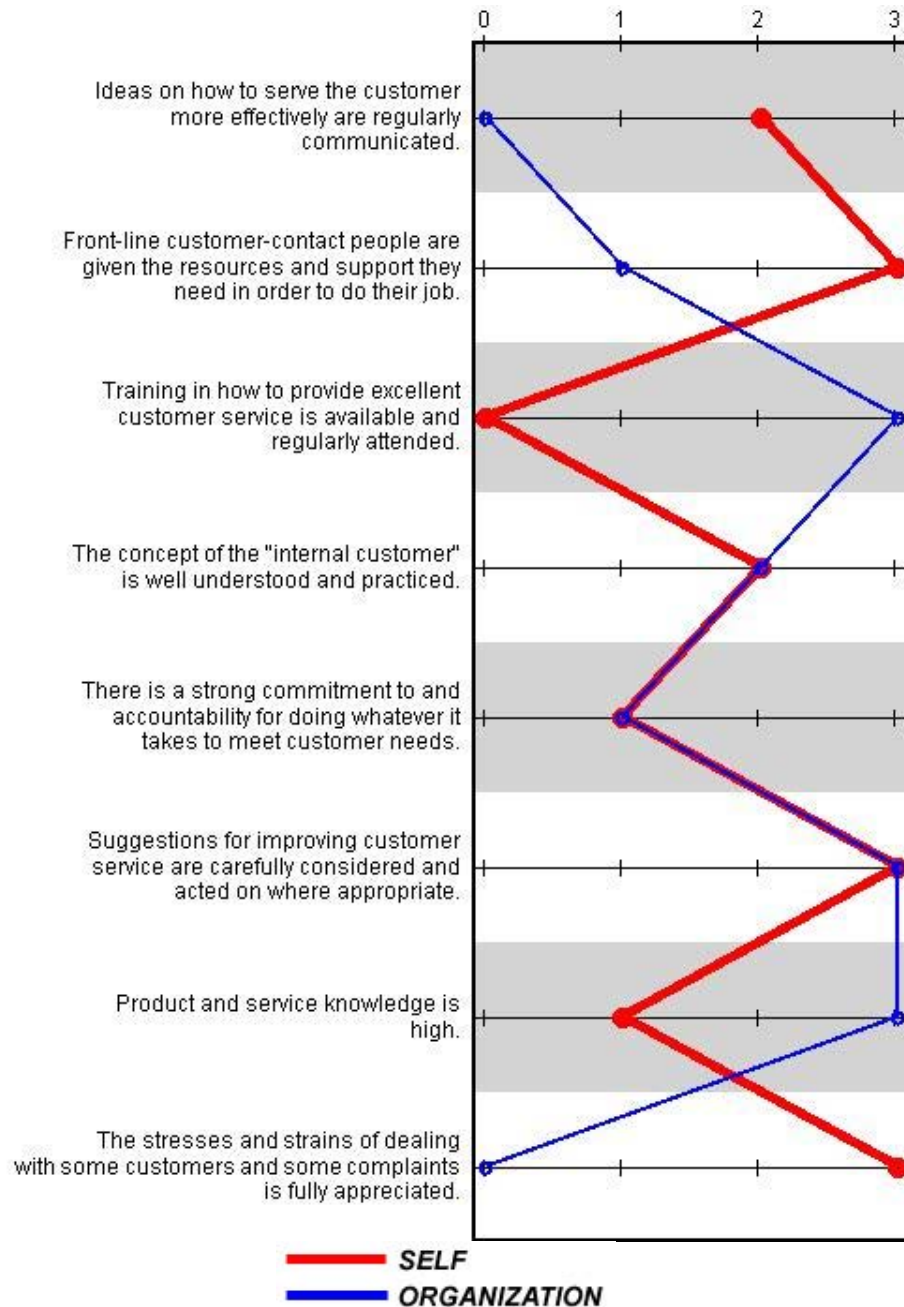 0 1 2 3
Ideas on how to serve the customer
more effectively are regularly
communicated.
Front-line customer-contact people are
given the resources and support they
need in order to do their job.
Training in how to provide excellent
customer service is available and
regularly attended.
The concept of the "internal customer"
is well understood and practiced.
There is a strong commitment to and
accountability for doing whatever it
takes to meet customer needs.
Suggestions for improving customer
service are carefully considered and
acted on where appropriate.
Product and service knowledge is
high.
The stresses and strains of dealing
with some customers and some complaints
is fully appreciated.
SELF
ORGANIZATION